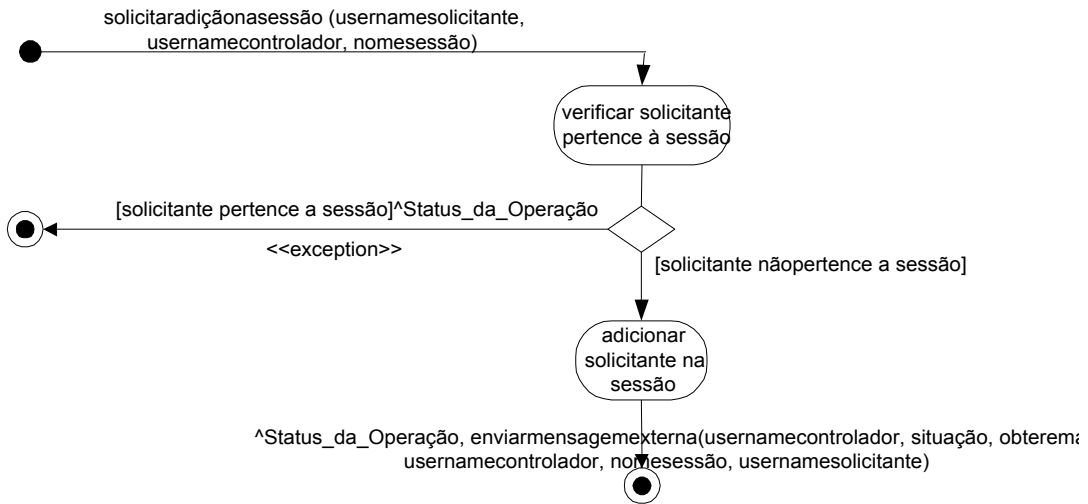 solicitaradiçãonasessão (usernamesolicitante,
usernamecontrolador, nomesessão)
verificar solicitante
pertence à sessão
[solicitante pertence a sessão]^Status_da_Operação
<<exception>>
[solicitante nãopertence a sessão]
adicionar
solicitante na
sessão
^Status_da_Operação, enviarmensagemexterna(usernamecontrolador, situação, obterema
usernamecontrolador, nomesessão, usernamesolicitante)